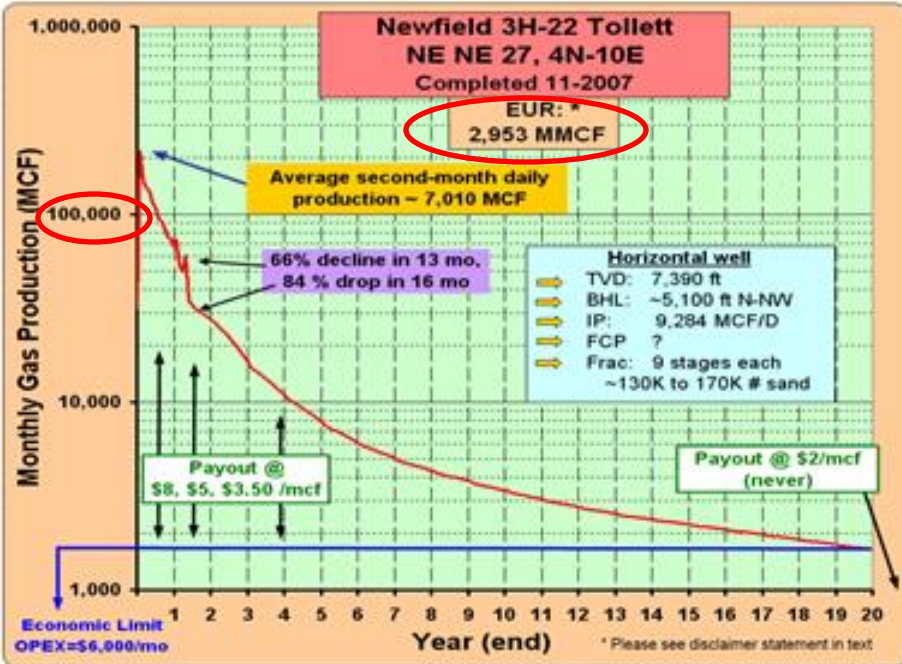 Newfield 3H-22 Tollett
NE NE 27, 4N-10E
Completed 11-2007
EUR: *
2,953 MMCF
Average second-month daily
production ~ 7,010 MCF
66% decline in 13 mo,
84 % drop in 16 mo
Horizontal well
TVD: 7,390 ft
BHL: ~5,100 ft N-NW
IP: 9,284 MCF/D
FCP ?
Frac: 9 stages each
~130K to 170K # sand
Payout @
$8, $5, $3.50 /mcf
Payout @ $2/mcf
(never)
Monthly Gas Production (MCF)
1,000,000
100,000
10,000
1,000
1 2 3 4 5 6 7 8 9 10 11 12 13 14 15 16 17 18 19 20
Economic Limit
OPEX=$6,000/mo
Year (end)
* Please see disclaimer statement in text